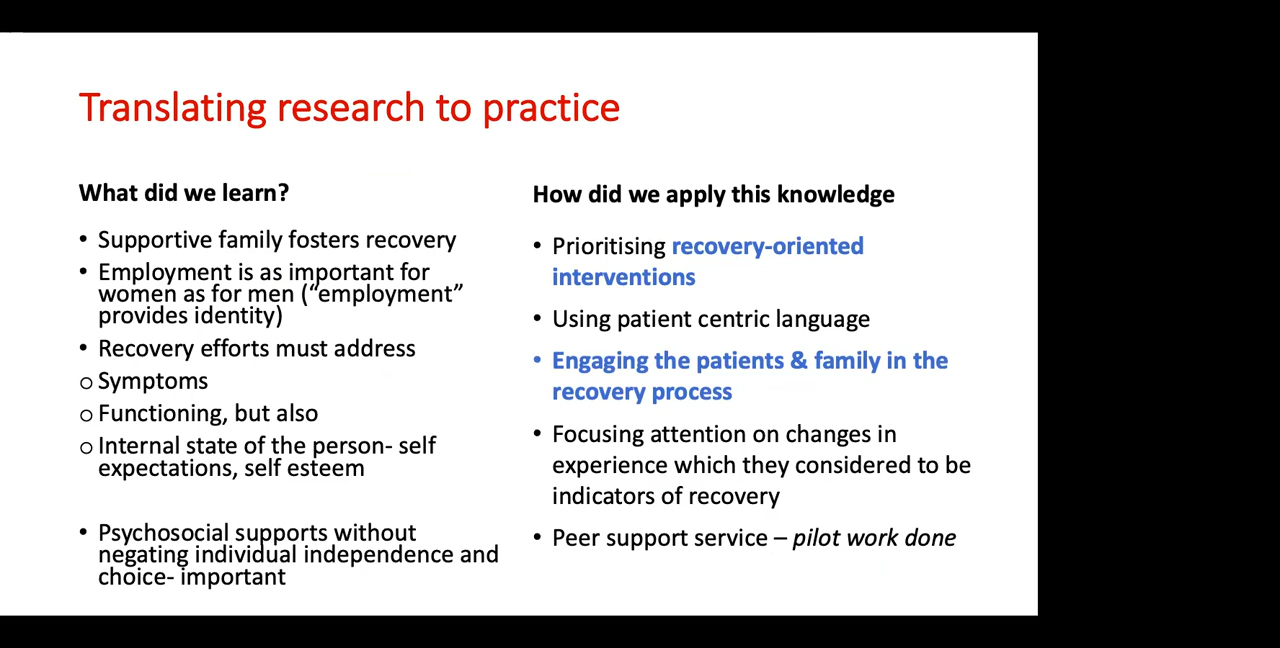 Translating research to practice
What did we learn?
• Supportive family fosters recovery
• Employment is as important for
women as for men (“employment”
provides identity)
• Recovery efforts must address
o Symptoms
o Functioning, but also
o Internal state of the person- self
expectations, self esteem
• Psychosocial supports without
negating individual independence and
choice- important
How did we apply this knowledge
• Prioritising recovery-oriented
interventions
• Using patient centric language
• Engaging the patients & family in the
recovery process
• Focusing attention on changes in
experience which they considered to be
indicators of recovery
• Peer support service – pilot work done